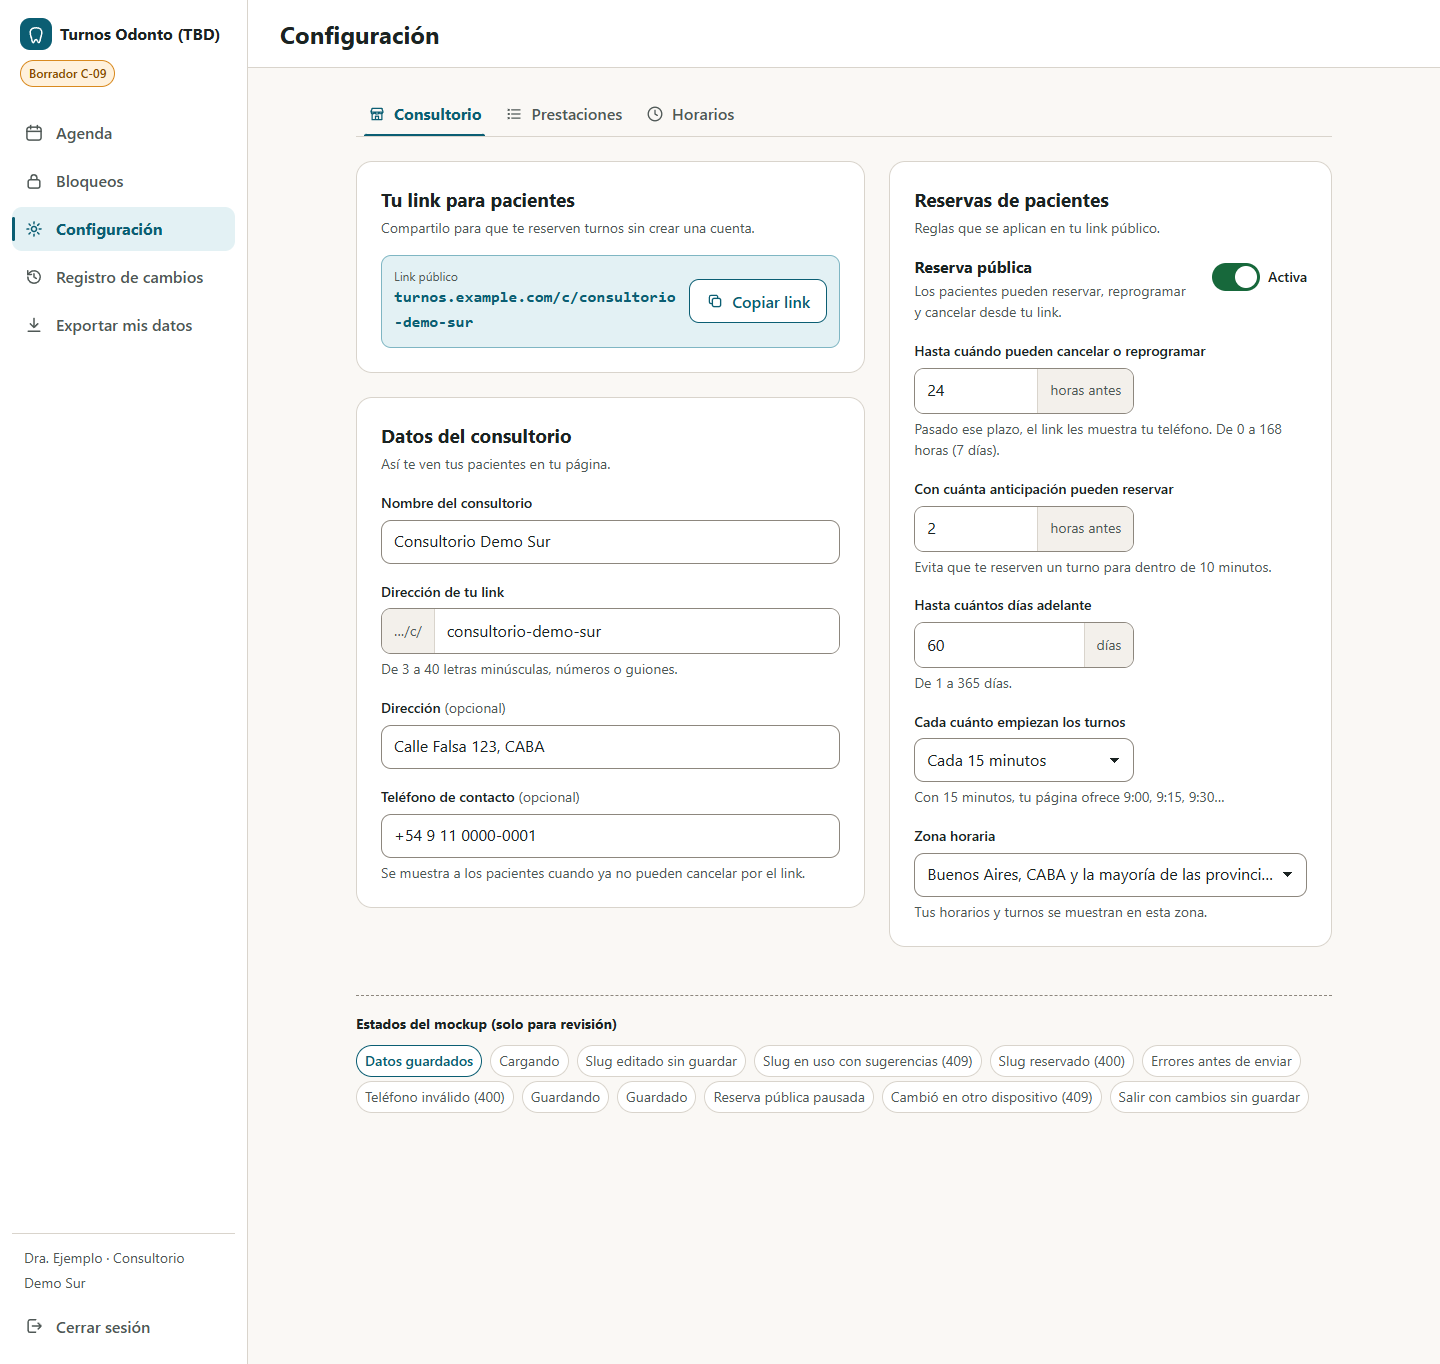 Turnos Odonto (TBD)
Borrador C-09
Agenda
Bloqueos
Configuración
Registro de cambios
Exportar mis datos
Dra. Ejemplo · Consultorio
Demo Sur
Cerrar sesión
Configuración
Consultorio
Prestaciones
Horarios
Tu link para pacientes
Compartilo para que te reserven turnos sin crear una cuenta.
Link público
turnos.example.com/c/consultorio
-demo-sur
Copiar link
Datos del consultorio
Así te ven tus pacientes en tu página.
Nombre del consultorio
Consultorio Demo Sur
Dirección de tu link
.../c/ consultorio-demo-sur
De 3 a 40 letras minúsculas, números o guiones.
Dirección (opcional)
Calle Falsa 123, CABA
Teléfono de contacto (opcional)
+54 9 11 0000-0001
Se muestra a los pacientes cuando ya no pueden cancelar por el link.
Reservas de pacientes
Reglas que se aplican en tu link público.
Reserva pública
Los pacientes pueden reservar, reprogramar
y cancelar desde tu link.
Activa
Hasta cuándo pueden cancelar o reprogramar
24 horas antes
Pasado ese plazo, el link les muestra tu teléfono. De 0 a 168
horas (7 días).
Con cuánta anticipación pueden reservar
2 horas antes
Evita que te reserven un turno para dentro de 10 minutos.
Hasta cuántos días adelante
60 días
De 1 a 365 días.
Cada cuánto empiezan los turnos
Cada 15 minutos
Con 15 minutos, tu página ofrece 9:00, 9:15, 9:30...
Zona horaria
Buenos Aires, CABA y la mayoría de las provinci...
Tus horarios y turnos se muestran en esta zona.
Estados del mockup (solo para revisión)
Datos guardados Cargando Slug editado sin guardar Slug en uso con sugerencias (409) Slug reservado (400) Errores antes de enviar
Teléfono inválido (400) Guardando Guardado Reserva pública pausada Cambió en otro dispositivo (409) Salir con cambios sin guardar